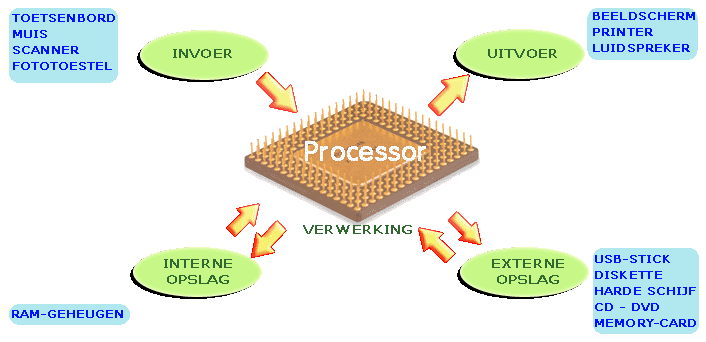 TOETSENBORD
MUIS
SCANNER
FOTOTOESTEL
INVOER
UITVOER
BEELDSCHERM
PRINTER
LUIDSPREKER
Processor
VERWERKING
INTERNE
OPSLAG
RAM-GEHEUGEN
EXTERNE
OPSLAG
USB-STICK
DISKETTE
HARDE SCHIJF
CD - DVD
MEMORY-CARD